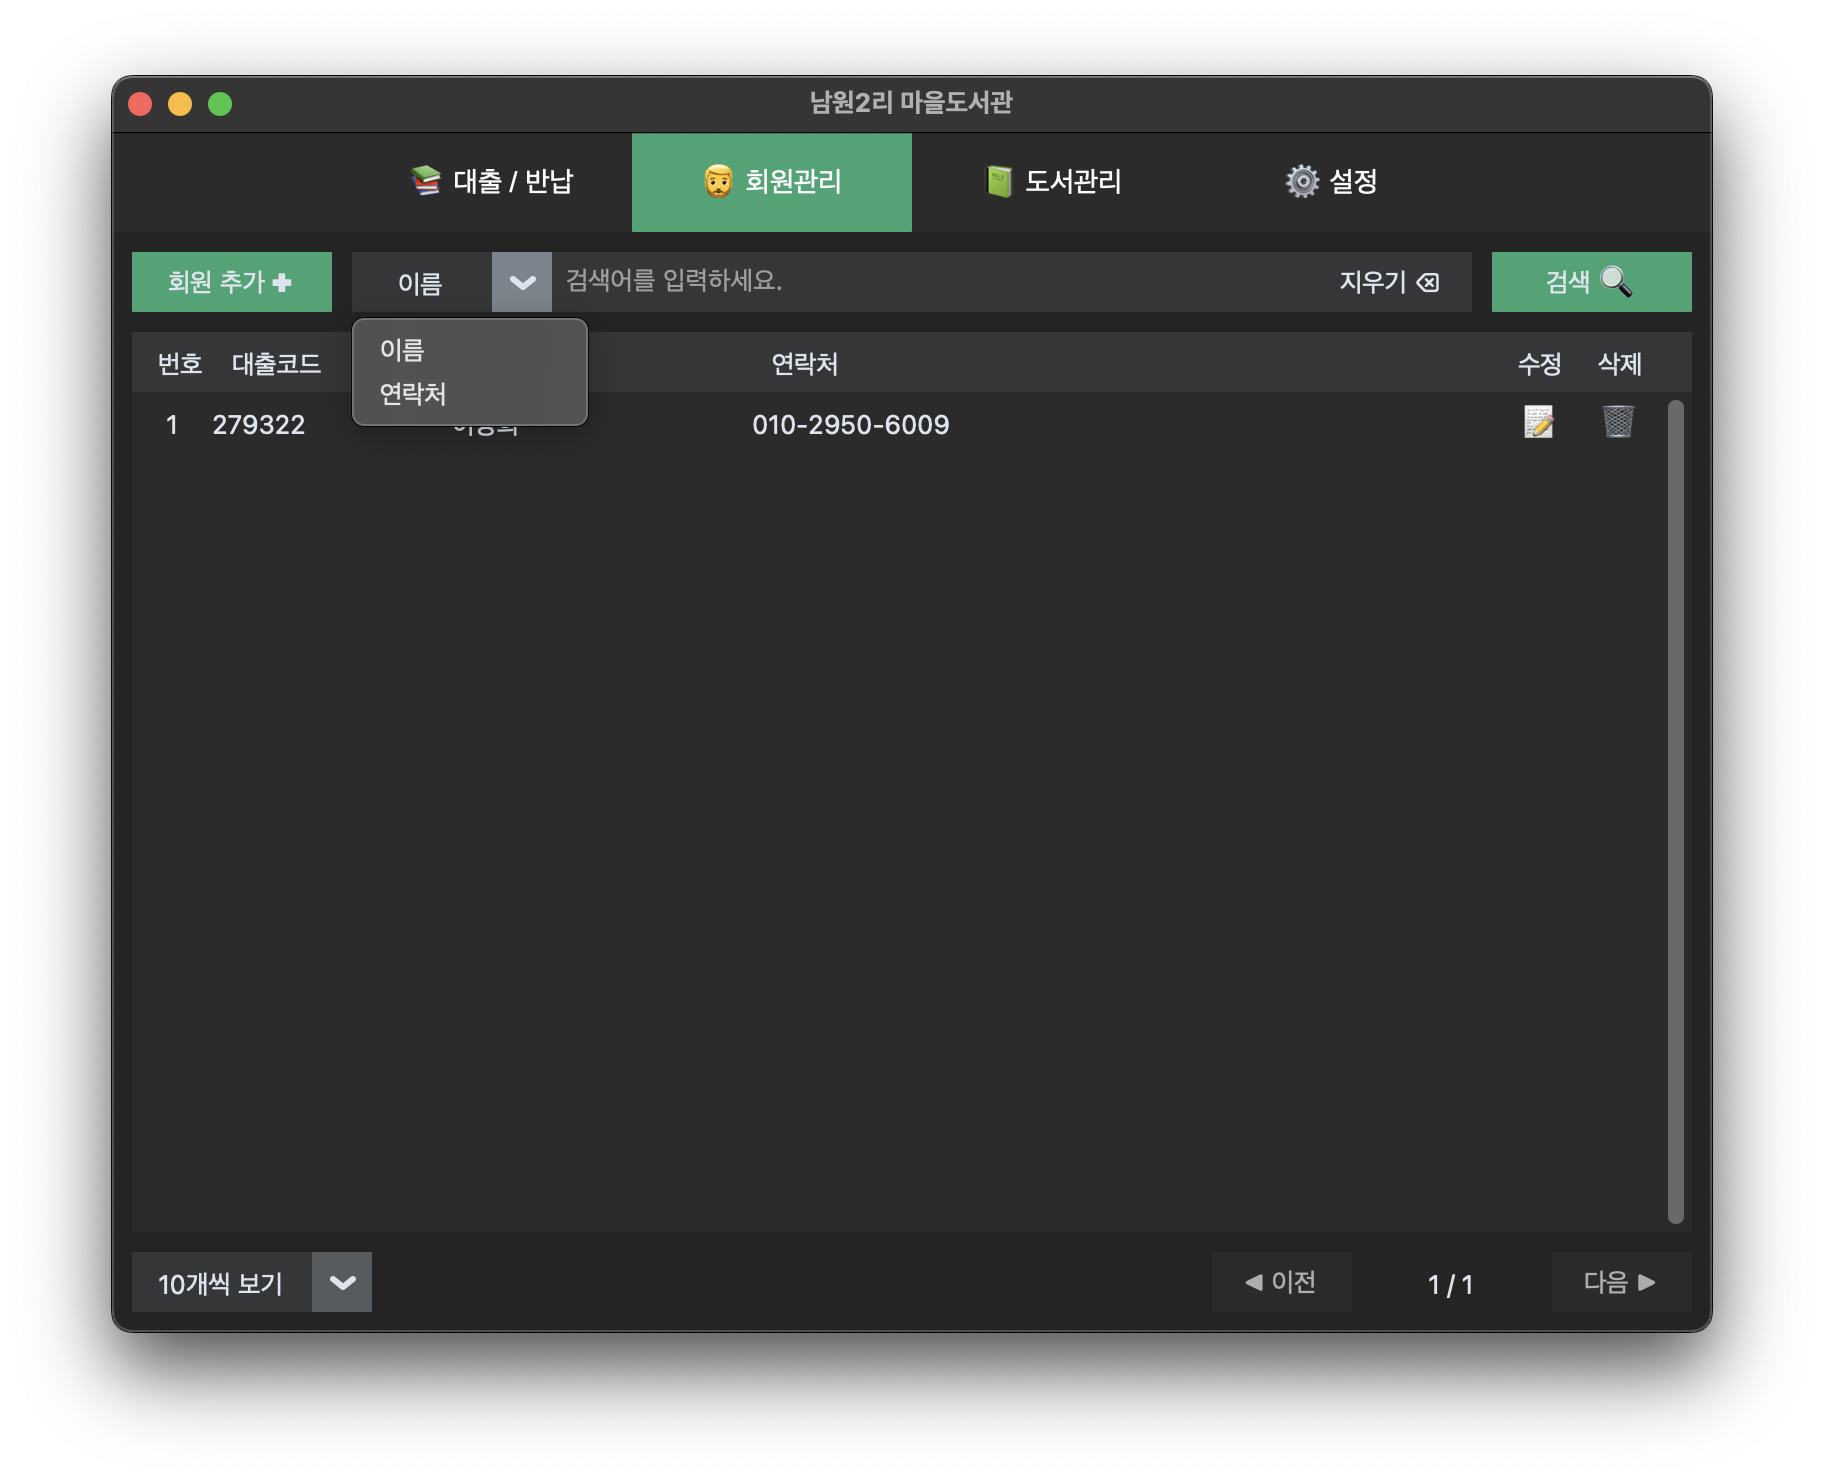 남원2리 마을도서관
대출 / 반납
회원관리
도서관리
설정
회원 추가
이름
검색어를 입력하세요.
지우기
검색
이름
연락처
번호 대출코드 연락처 수정 삭제
1 279322 010-2950-6009
10개씩 보기
이전
1 / 1
다음